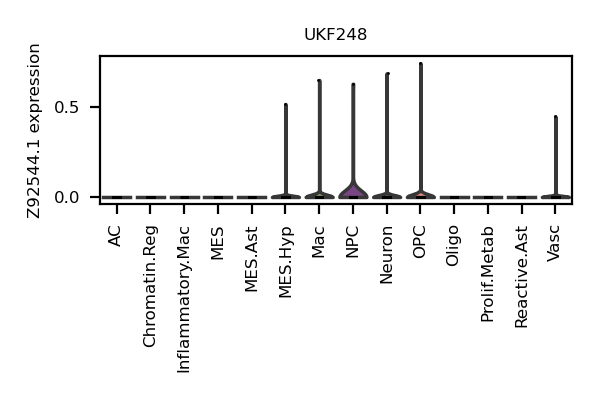 UKF248
Z92544.1 expression
0.5
0.0
AC
Chromatin.Reg
Inflammatory.Mac
MES
MES.Ast
MES.Hyp
Mac
NPC
Neuron
OPC
Oligo
Prolif.Metab
Reactive.Ast
Vasc